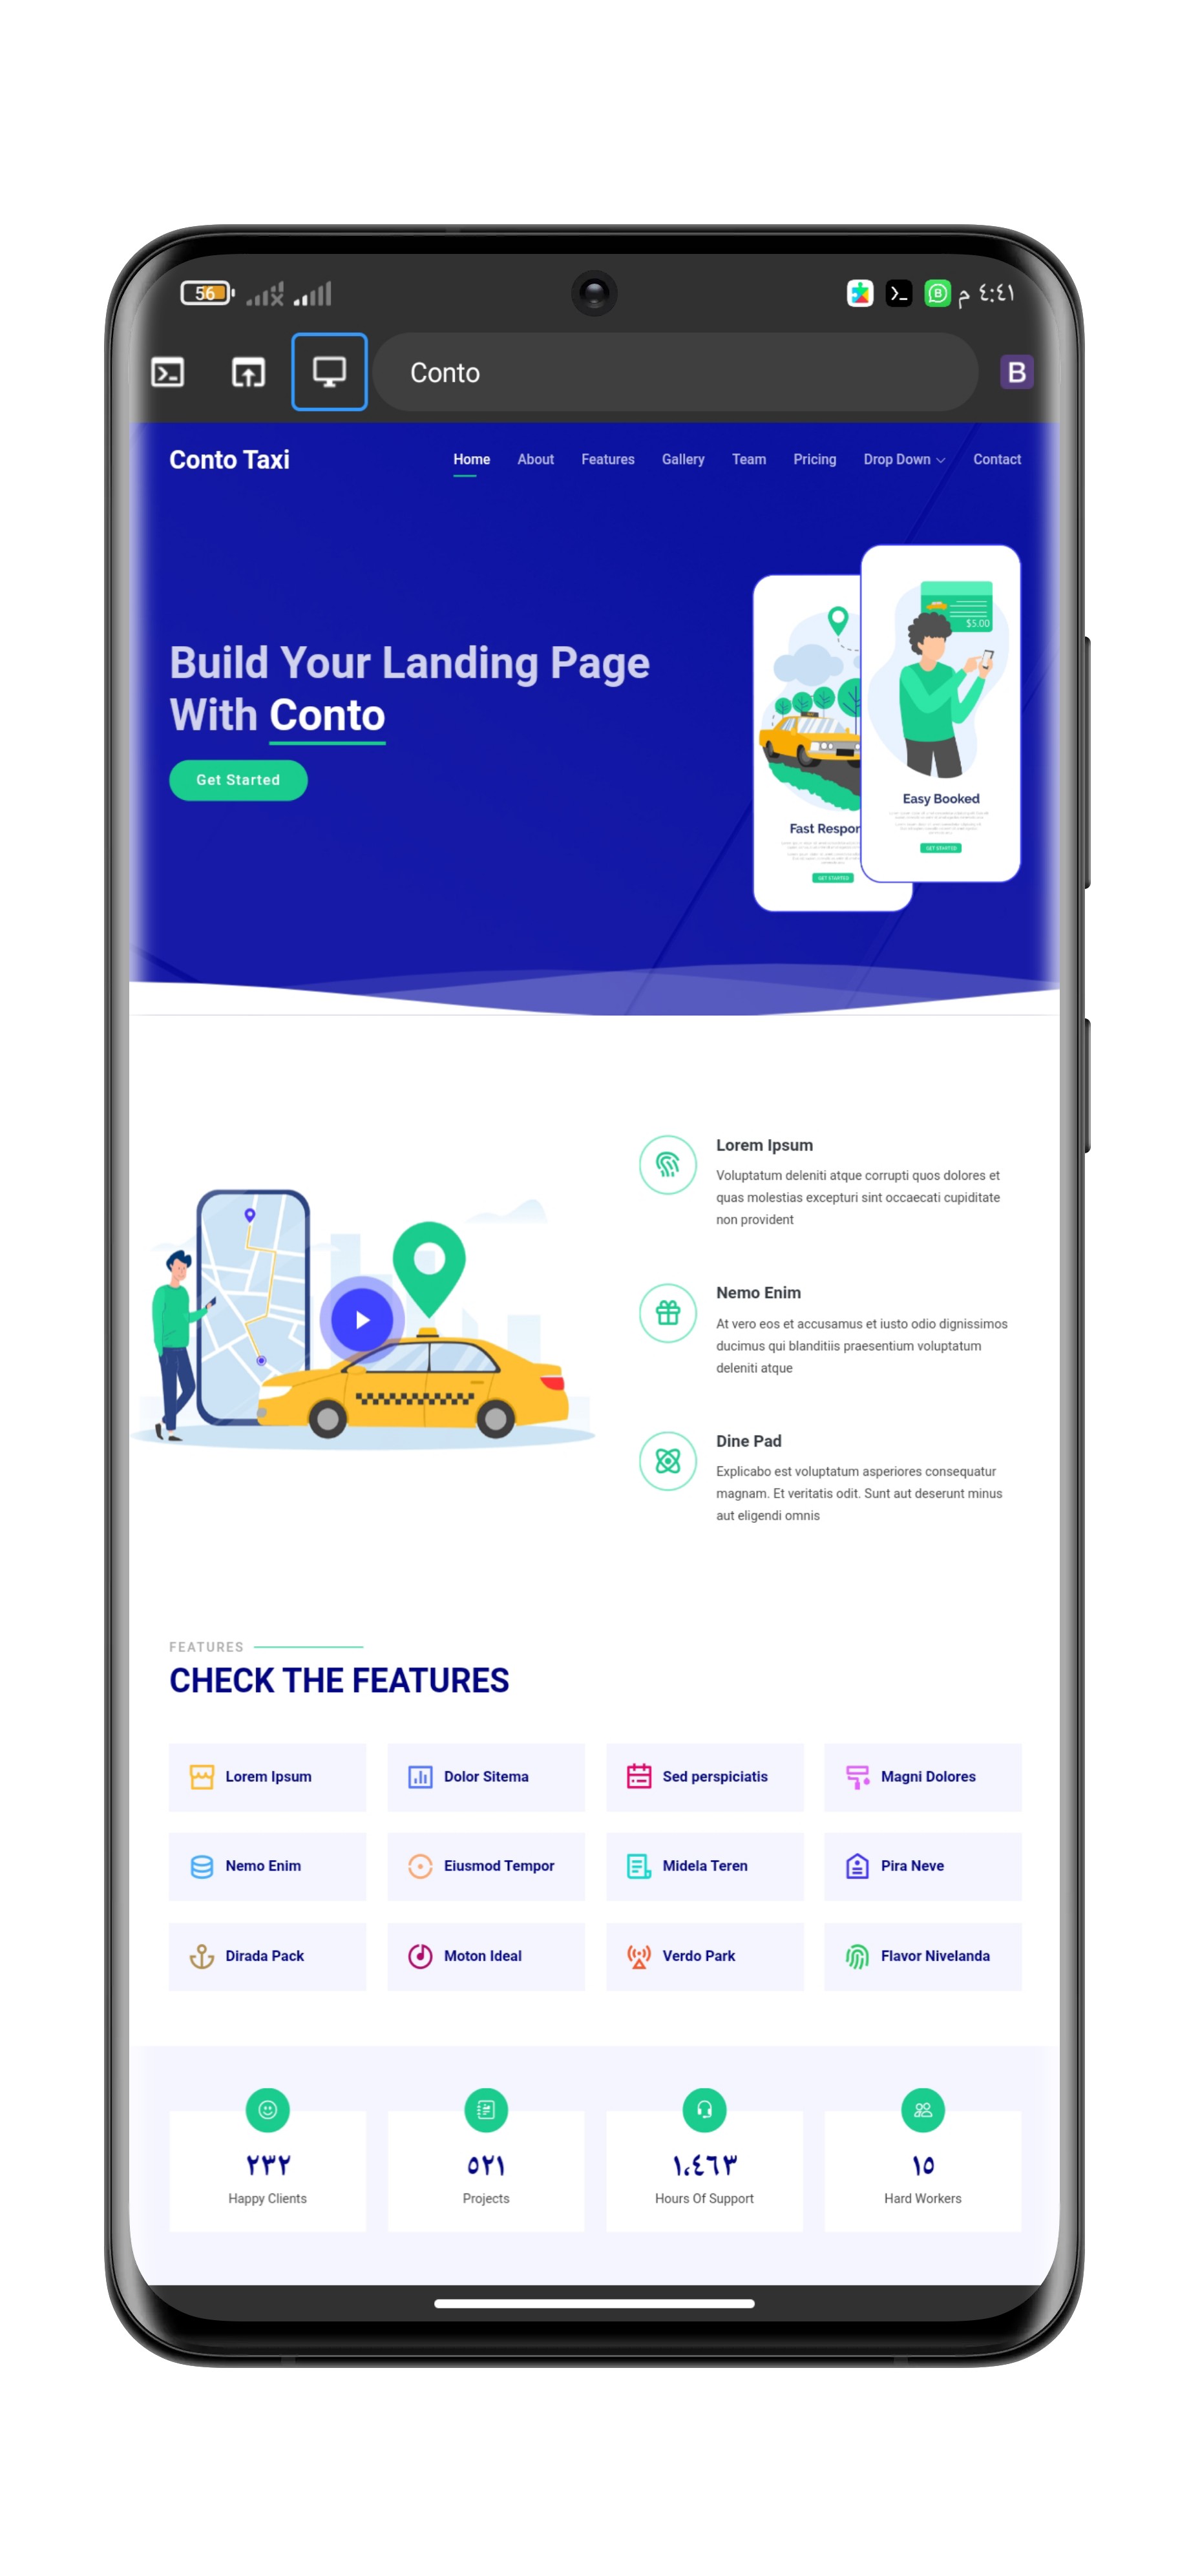 56
م ٤:٤١
Conto
B
Conto Taxi
Home About Features Gallery Team Pricing Drop Down Contact
Build Your Landing Page
With Conto
Get Started
$5.00
Easy Booked
GET STARTED
Fast Respor
GET STARTED
Lorem Ipsum
Voluptatum deleniti atque corrupti quos dolores et
quas molestias excepturi sint occaecati cupiditate
non provident
Nemo Enim
At vero eos et accusamus et iusto odio dignissimos
ducimus qui blanditiis praesentium voluptatum
deleniti atque
Dine Pad
Explicabo est voluptatum asperiores consequatur
magnam. Et veritatis odit. Sunt aut deserunt minus
aut eligendi omnis
FEATURES
CHECK THE FEATURES
Lorem Ipsum Dolor Sitema Sed perspiciatis Magni Dolores
Nemo Enim Eiusmod Tempor Midela Teren Pira Neve
Dirada Pack Moton Ideal Verdo Park Flavor Nivelanda
٢٣٢ ٥٢١ ١،٤٦٣ ١٥
Happy Clients Projects Hours Of Support Hard Workers